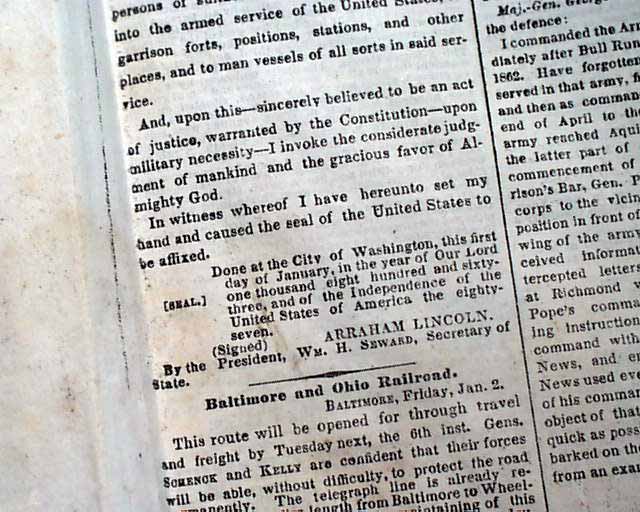 persons of
into the armed service of the United States,
garrison forts, positions, stations, and other
places, and to man vessels of all sorts in said ser-
vice.
And, upon this—sincerely believed to be an act
of justice, warranted by the Constitution—upon
military necessity—I invoke the considerate judg-
ment of mankind and the gracious favor of Al-
mighty God.
In witness whereof I have hereunto set my
hand and caused the seal of the United States to
be affixed.
Done at the City of Washington, this first
day of January, in the year of Our Lord
[SEAL.] one thousand eight hundred and sixty-
three, and of the Independence of the
United States of America the eighty-
seven.
(Signed) ARRAHAM LINCOLN.
By the President, WM. H. SEWARD, Secretary of
State.
Baltimore and Ohio Railroad.
BALTIMORE, Friday, Jan. 2.
This route will be opened for through travel
and freight by Tuesday next, the 6th inst. Gens.
SCHENCK and KELLY are confident that their forces
will be able, without difficulty, to protect the road
The telegraph line is already re-
length from Baltimore to Wheel-
of this
Maj.-Gen.
the defence:
I commanded the
diately after Bull Run
1862. Have forgotten
served in that army,
and then as
end of April to the
army reached
the latter part of
commencement of
rison's Bar, Gen. P
corps to the
position in front of
wing of the army
ceived
tercepted
at Richmond
Pope's
ing
command with
News, and
News used
of his
object of that
quick as
barked on the
from an